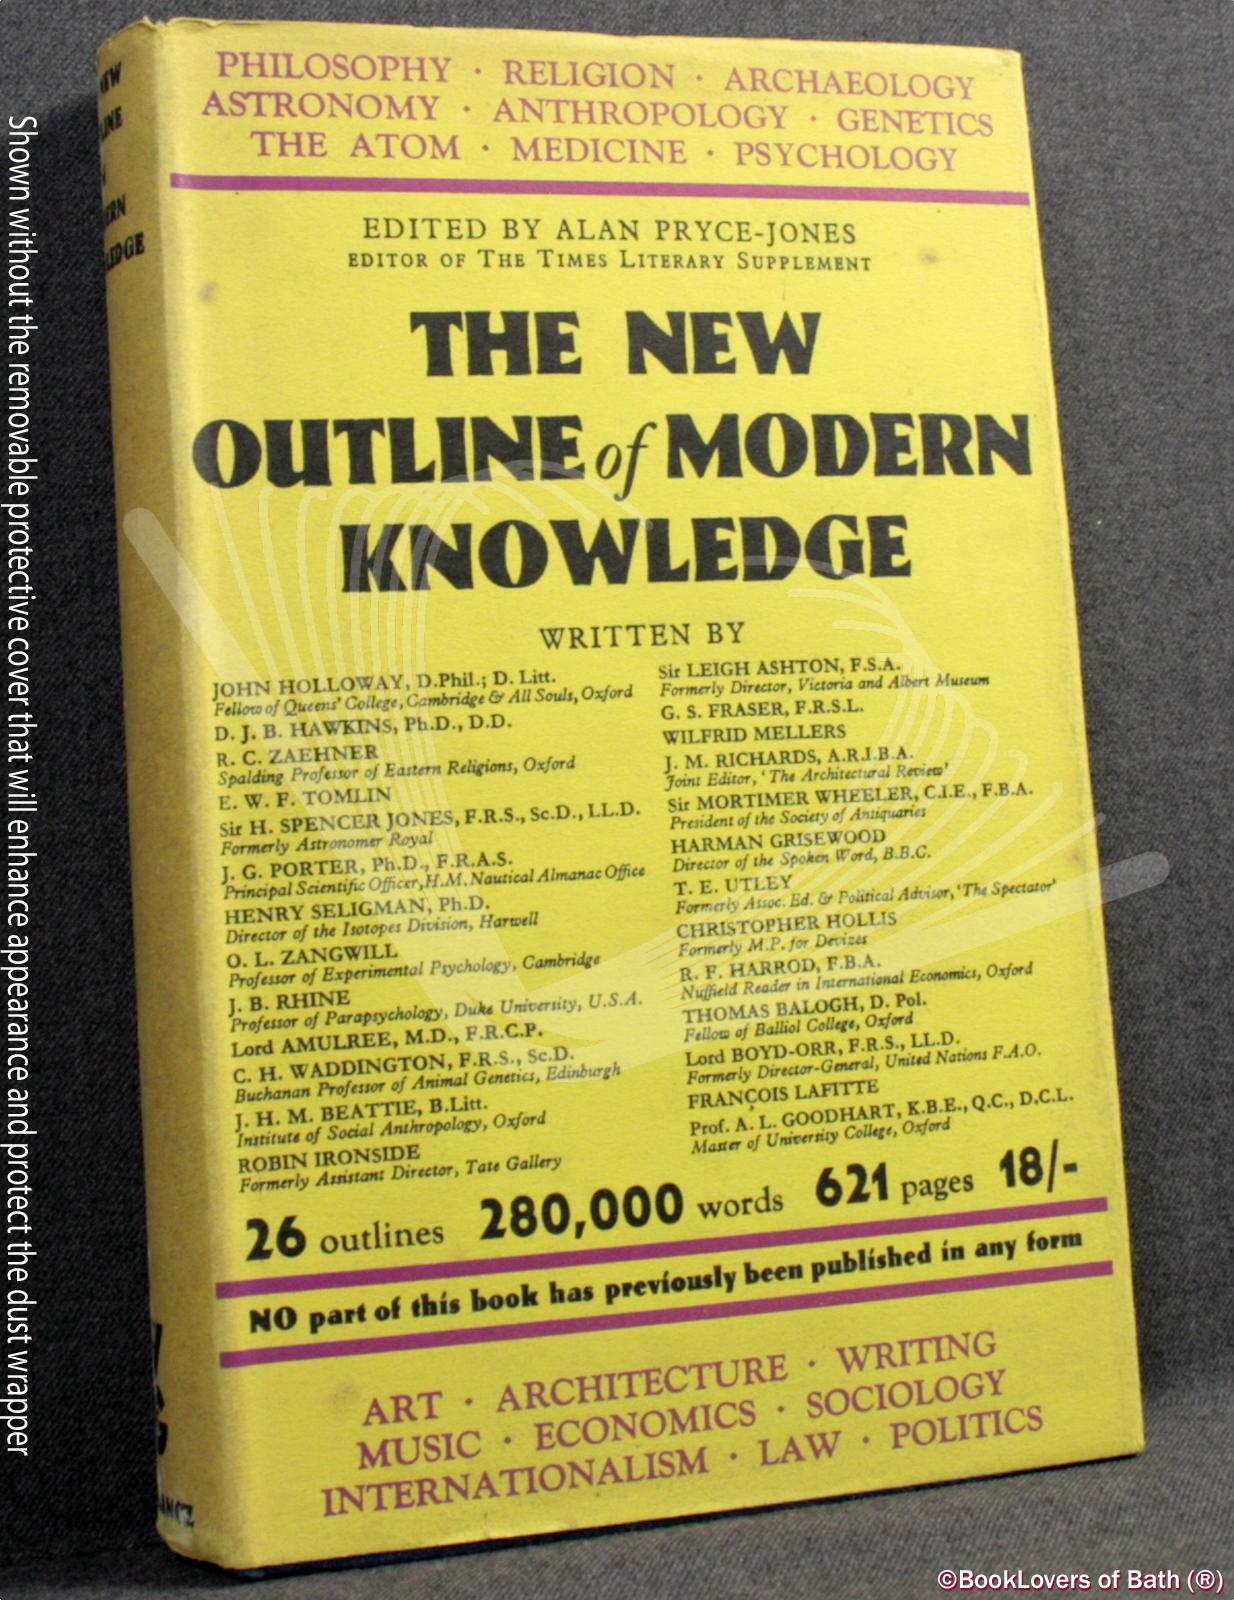 PHILOSOPHY · RELIGION · ARCHAEOLOGY
ASTRONOMY · ANTHROPOLOGY · GENETICS
THE ATOM · MEDICINE · PSYCHOLOGY
EDITED BY ALAN PRYCE-JONES
EDITOR OF THE TIMES LITERARY SUPPLEMENT
THE NEW
OUTLINE of MODERN
KNOWLEDGE
WRITTEN BY
JOHN HOLLOWAY, D.Phil.; D. Litt.
Fellow of Queens' College, Cambridge & All Souls, Oxford
D. J. B. HAWKINS, Ph.D., D.D.
R. C. ZAEHNER
Spalding Professor of Eastern Religions, Oxford
E. W. F. TOMLIN
Sir H. SPENCER JONES, F.R.S., Sc.D., LL.D.
Formerly Astronomer Royal
J. G. PORTER, Ph.D., F.R.A.S.
Principal Scientific Officer, H.M. Nautical Almanac Office
HENRY SELIGMAN, Ph.D.
Director of the Isotopes Division, Harwell
O. L. ZANGWILL
Professor of Experimental Psychology, Cambridge
J. B. RHINE
Professor of Parapsychology, Duke University, U.S.A.
Lord AMULREE, M.D., F.R.C.P.
C. H. WADDINGTON, F.R.S., Sc.D.
Buchanan Professor of Animal Genetics, Edinburgh
J. H. M. BEATTIE, B.Litt.
Institute of Social Anthropology, Oxford
ROBIN IRONSIDE
Formerly Assistant Director, Tate Gallery
Sir LEIGH ASHTON, F.S.A.
Formerly Director, Victoria and Albert Museum
G. S. FRASER, F.R.S.L.
WILFRID MELLERS
J. M. RICHARDS, A.R.I.B.A.
Joint Editor, 'The Architectural Review'
Sir MORTIMER WHEELER, C.I.E., F.B.A.
President of the Society of Antiquaries
HARMAN GRISEWOOD
Director of the Spoken Word, B.B.C.
T. E. UTLEY
Formerly Assoc. Ed. & Political Advisor, 'The Spectator'
CHRISTOPHER HOLLIS
Formerly M.P. for Devizes
R. F. HARROD, F.B.A.
Nuffield Reader in International Economics, Oxford
THOMAS BALOGH, D. Pol.
Fellow of Balliol College, Oxford
Lord BOYD-ORR, F.R.S., LL.D.
Formerly Director-General, United Nations F.A.O.
FRANÇOIS LAFITTE
Prof. A. L. GOODHART, K.B.E., Q.C., D.C.L.
Master of University College, Oxford
26 outlines 280,000 words 621 pages 18/-
NO part of this book has previously been published in any form
ART · ARCHITECTURE · WRITING
MUSIC · ECONOMICS · SOCIOLOGY
INTERNATIONALISM · LAW · POLITICS
Shown without the removable protective cover that will enhance appearance and protect the dust wrapper
©BookLovers of Bath (®)